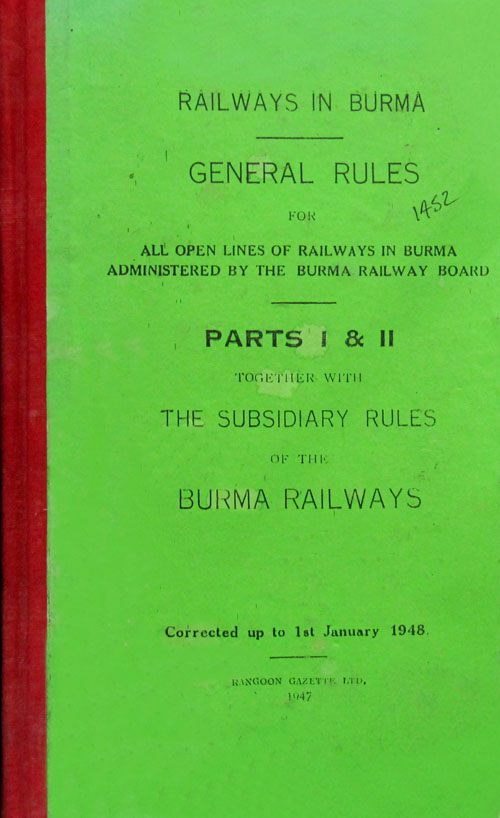 RAILWAYS IN BURMA
GENERAL RULES
FOR
1452
ALL OPEN LINES OF RAILWAYS IN BURMA
ADMINISTERED BY THE BURMA RAILWAY BOARD
PARTS I & II
TOGETHER WITH
THE SUBSIDIARY RULES
OF THE
BURMA RAILWAYS
Corrected up to 1st January 1948.
RANGOON GAZETTE LTD.
1947